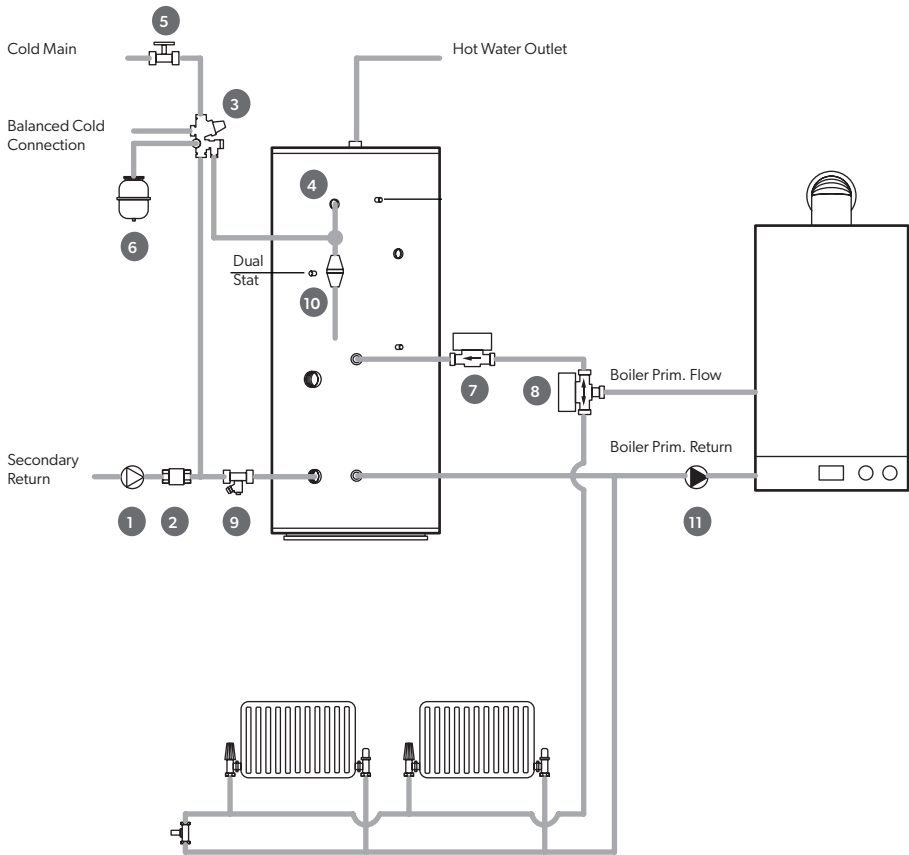 5
Cold Main
Hot Water Outlet
3
Balanced Cold
Connection
4
6
Dual
Stat
10
7
8
Boiler Prim. Flow
Boiler Prim. Return
Secondary
Return
1
2
9
11